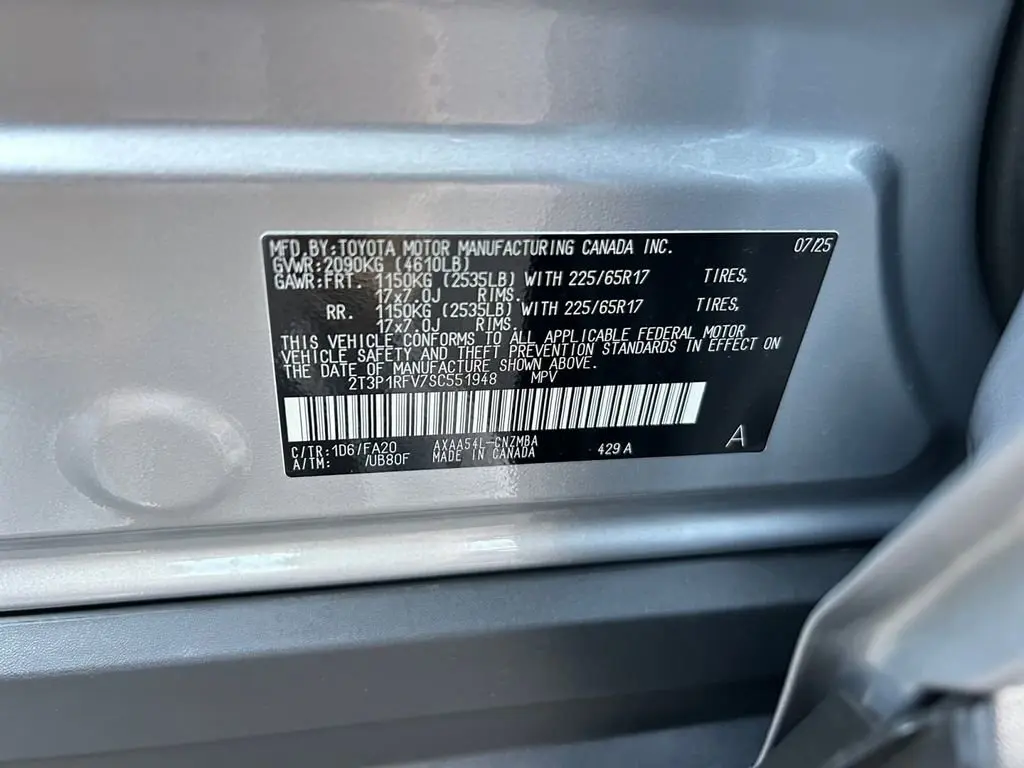 MFD.BY:TOYOTA MOTOR MANUFACTURING CANADA INC. 07/25
GVWR:2090KG (4610LB)
GAWR:FRT. 1150KG (2535LB) WITH 225/65R17 TIRES,
17x7.0J RIMS.
RR. 1150KG (2535LB) WITH 225/65R17 TIRES,
17x7.0J RIMS.
THIS VEHICLE CONFORMS TO ALL APPLICABLE FEDERAL MOTOR
VEHICLE SAFETY AND THEFT PREVENTION STANDARDS IN EFFECT ON
THE DATE OF MANUFACTURE SHOWN ABOVE.
2T3P1RFV7SC551948 MPV
C/TR:1D6/FA20 AXAA54L-CNZMBA
A/TM: /UB80F MADE IN CANADA 429A A